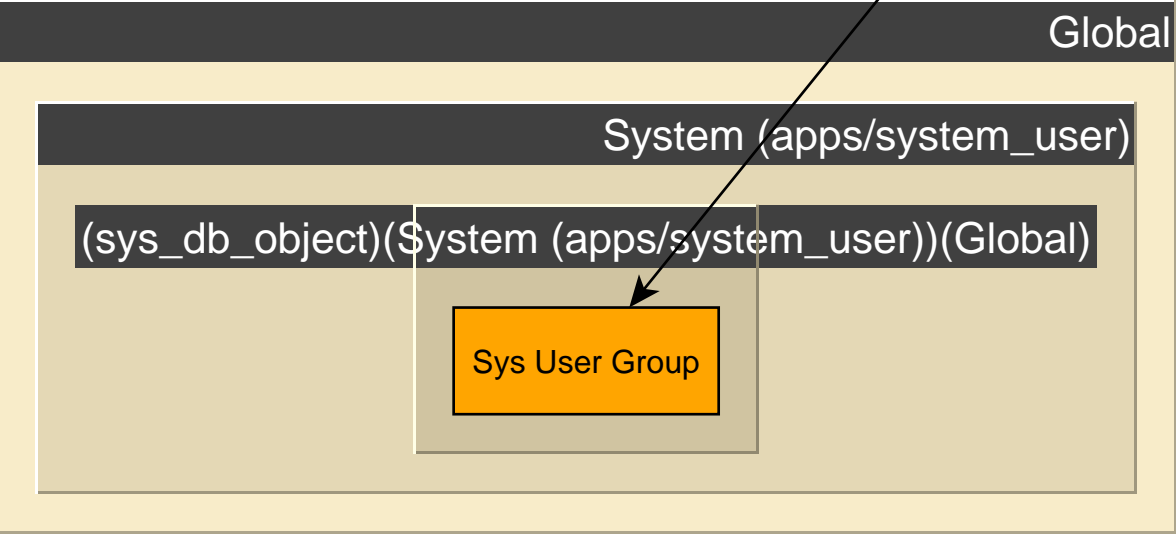 Global
System (apps/system_user)
(sys_db_object)(System (apps/system_user))(Global)
Sys User Group